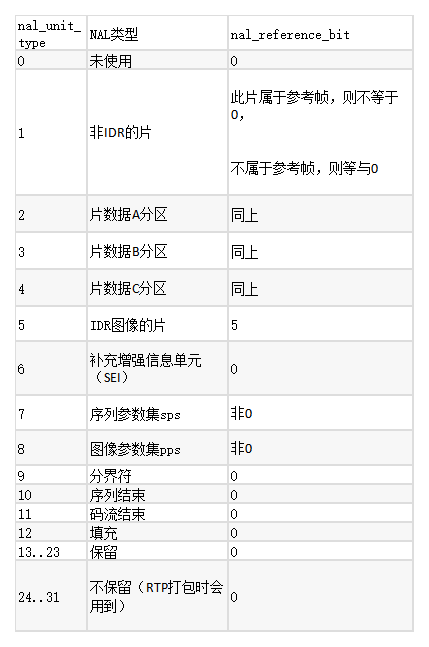 nal_unit_type NAL类型 nal_reference_bit
0 未使用 0
1 非IDR的片 此片属于参考帧，则不等于0，
不属于参考帧，则等与0
2 片数据A分区 同上
3 片数据B分区 同上
4 片数据C分区 同上
5 IDR图像的片 5
6 补充增强信息单元（SEI） 0
7 序列参数集sps 非0
8 图像参数集pps 非0
9 分界符 0
10 序列结束 0
11 码流结束 0
12 填充 0
13..23 保留 0
24..31 不保留（RTP打包时会用到） 0